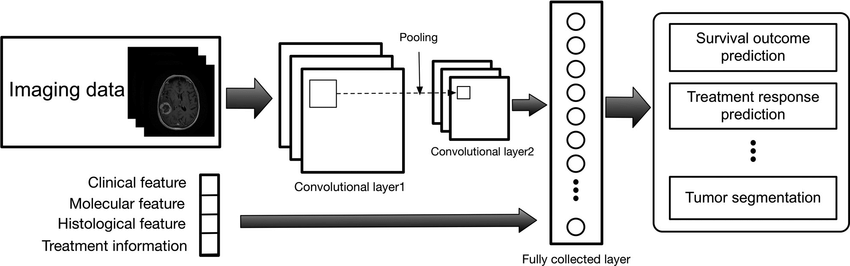 Imaging data
Clinical feature
Molecular feature
Histological feature
Treatment information
Convolutional layer1
Pooling
Convolutional layer2
Fully collected layer
Survival outcome
prediction
Treatment response
prediction
Tumor segmentation